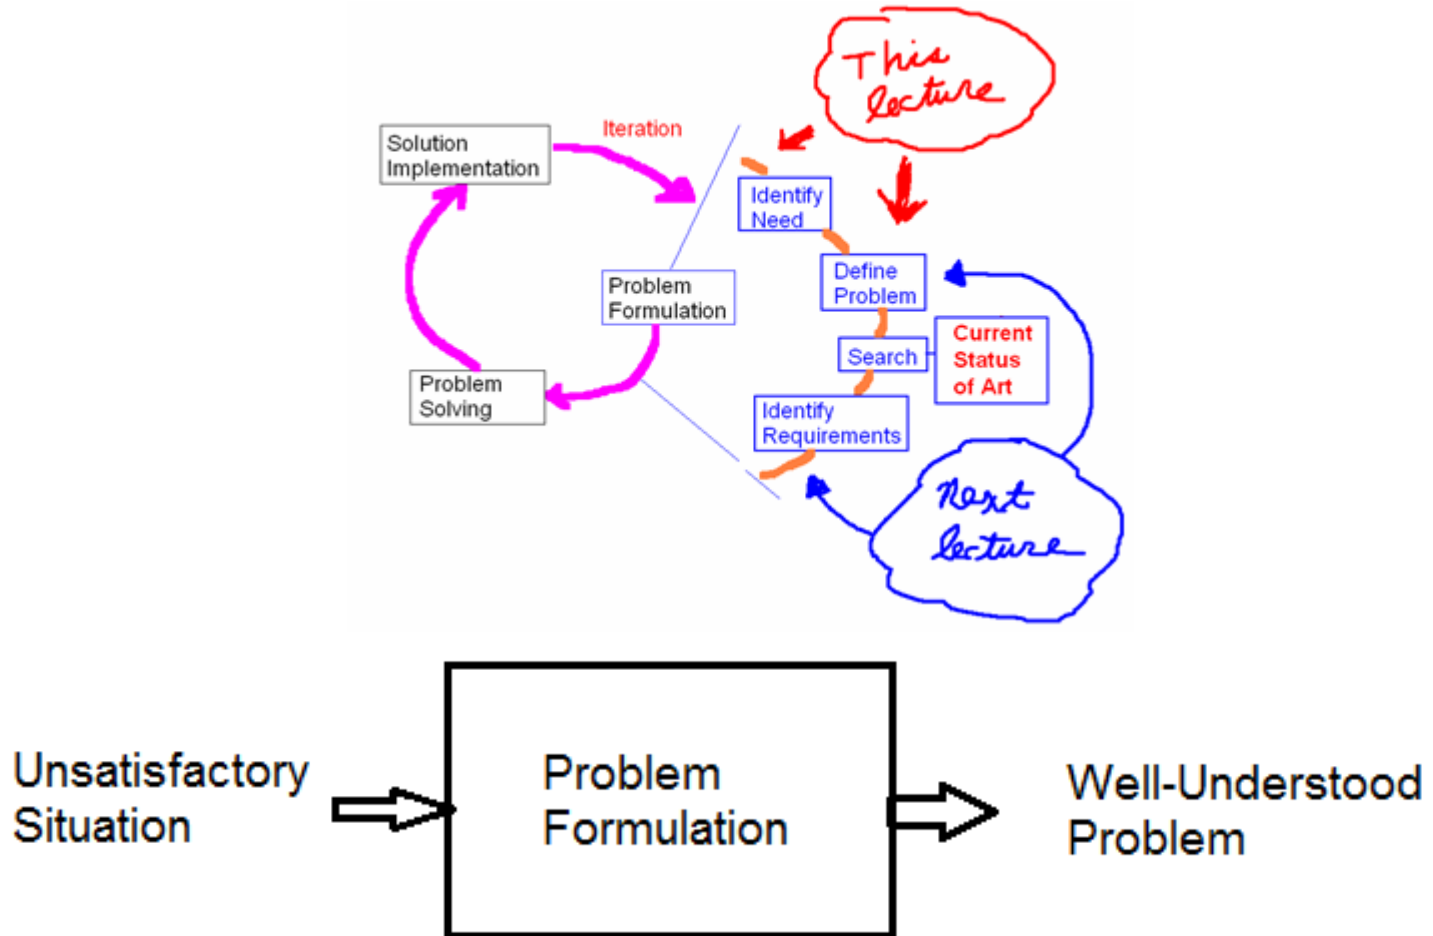 This
lecture
Iteration
Solution
Implementation
Identify
Need
Define
Problem
Problem
Formulation
Search
Current
Status
of Art
Problem
Solving
Identify
Requirements
Next
lecture
Unsatisfactory
Situation
Problem
Formulation
Well-Understood
Problem